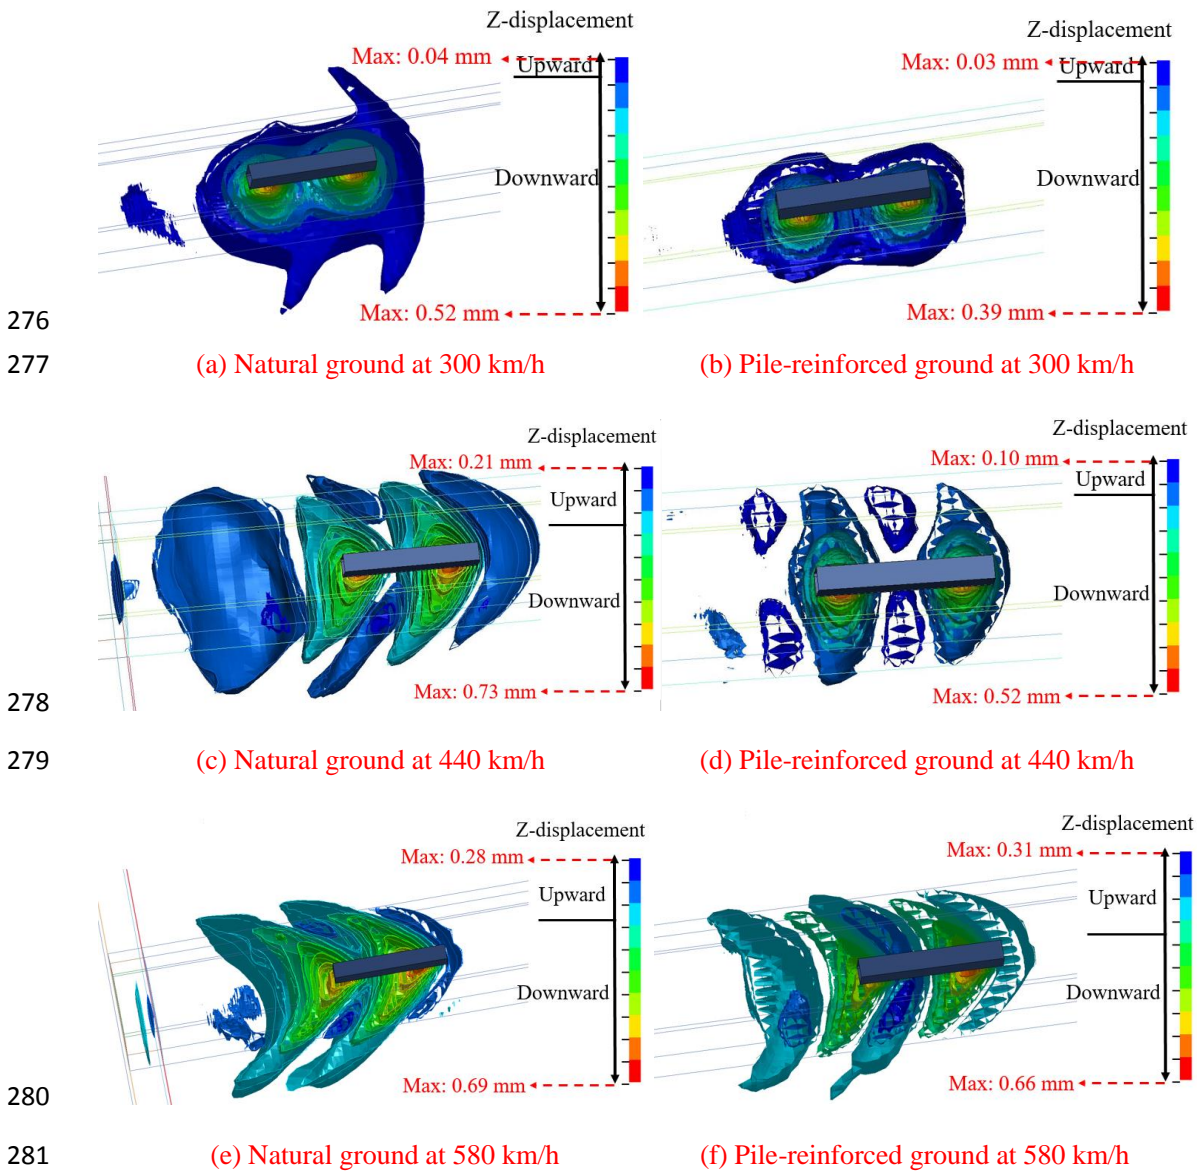 Z-displacement
Max: 0.04 mm
Upward
Downward
Max: 0.52 mm
276
Z-displacement
Max: 0.03 mm
Upward
Downward
Max: 0.39 mm
277 (a) Natural ground at 300 km/h (b) Pile-reinforced ground at 300 km/h
Z-displacement
Max: 0.21 mm
Upward
Downward
Max: 0.73 mm
278
Z-displacement
Max: 0.10 mm
Upward
Downward
Max: 0.52 mm
279 (c) Natural ground at 440 km/h (d) Pile-reinforced ground at 440 km/h
Z-displacement
Max: 0.28 mm
Upward
Downward
Max: 0.69 mm
280
Z-displacement
Max: 0.31 mm
Upward
Downward
Max: 0.66 mm
281 (e) Natural ground at 580 km/h (f) Pile-reinforced ground at 580 km/h